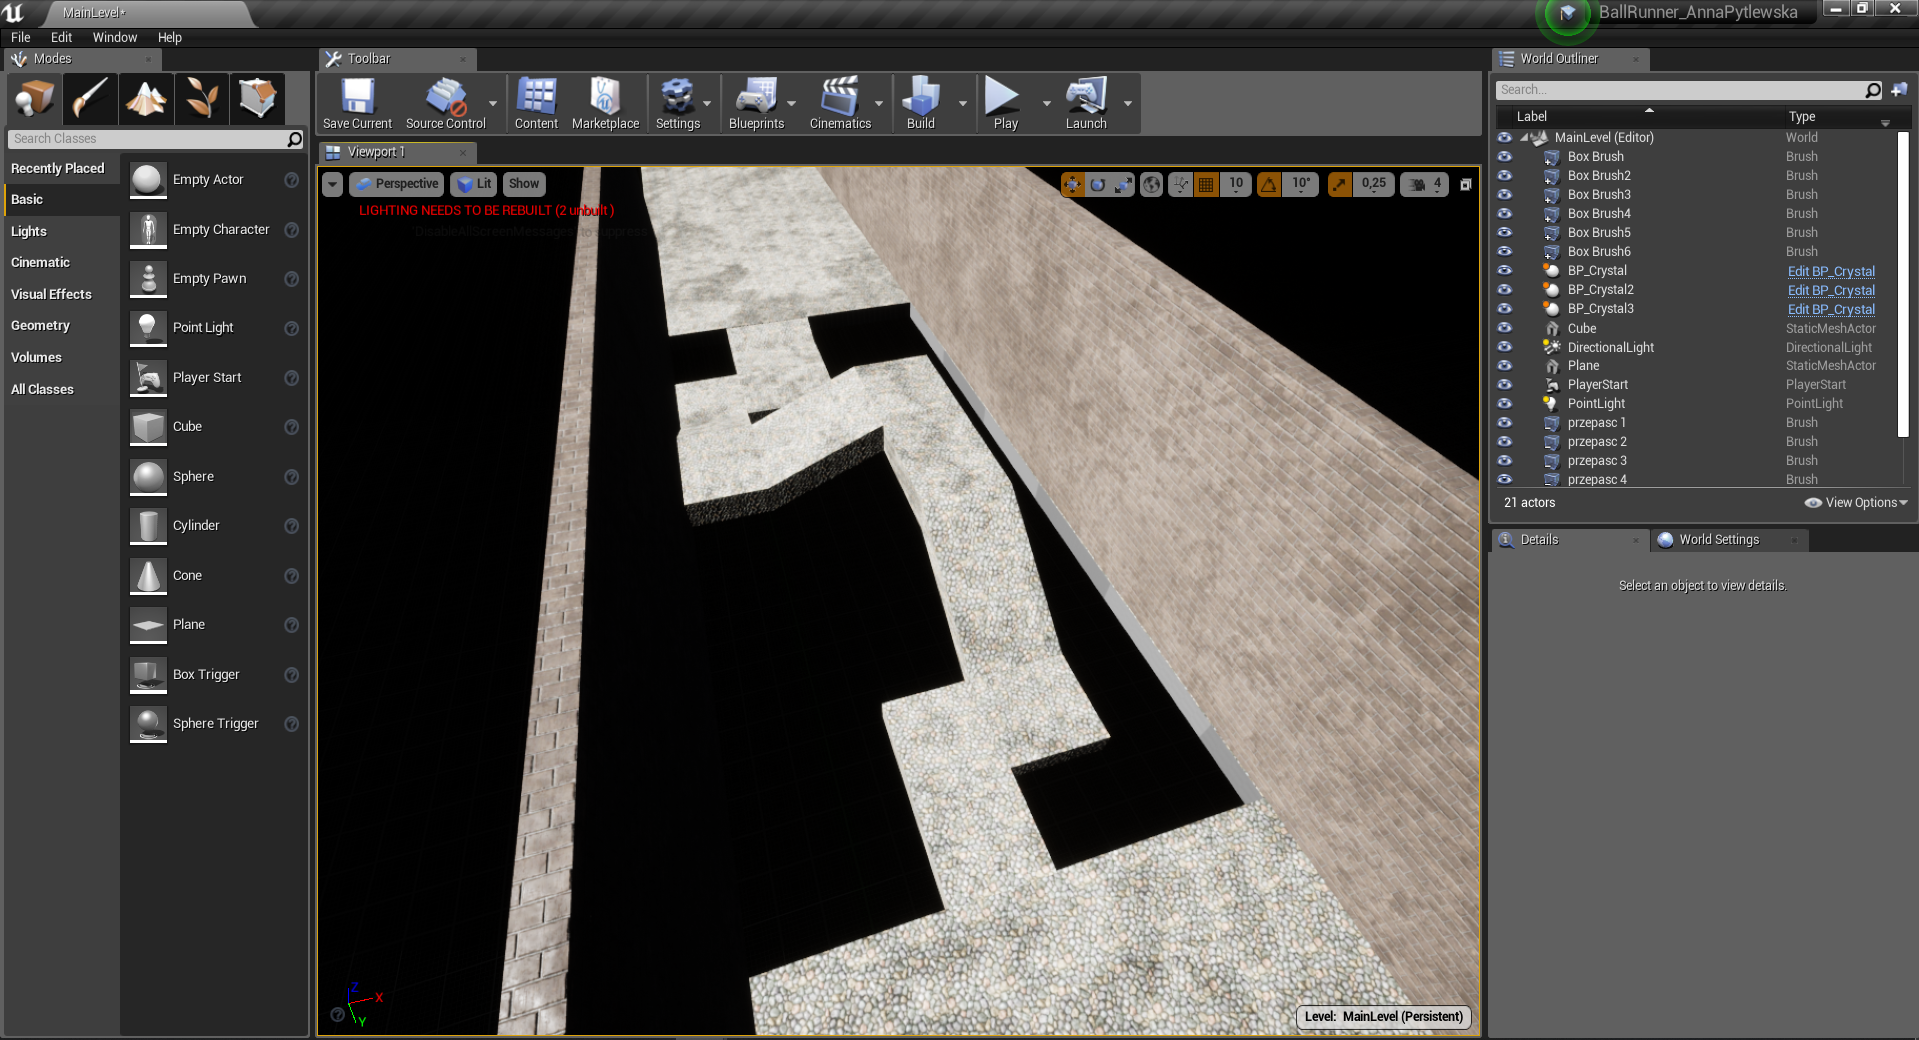 MainLevel*
BallRunner_AnnaPytlewska
File Edit Window Help
Modes
Search Classes
Recently Placed
Basic
Lights
Cinematic
Visual Effects
Geometry
Volumes
All Classes
Empty Actor
Empty Character
Empty Pawn
Point Light
Player Start
Cube
Sphere
Cylinder
Cone
Plane
Box Trigger
Sphere Trigger
Toolbar
Save Current
Source Control
Content
Marketplace
Settings
Blueprints
Cinematics
Build
Play
Launch
Viewport 1
Perspective
Lit
Show
10
10°
0,25
4
LIGHTING NEEDS TO BE REBUILT (2 unbuilt)
'DisableAllScreenMessages' to suppress
Z
X
Y
Level: MainLevel (Persistent)
World Outliner
Search...
Label Type
MainLevel (Editor) World
Box Brush Brush
Box Brush2 Brush
Box Brush3 Brush
Box Brush4 Brush
Box Brush5 Brush
Box Brush6 Brush
BP_Crystal Edit BP_Crystal
BP_Crystal2 Edit BP_Crystal
BP_Crystal3 Edit BP_Crystal
Cube StaticMeshActor
DirectionalLight DirectionalLight
Plane StaticMeshActor
PlayerStart PlayerStart
PointLight PointLight
przepasc 1 Brush
przepasc 2 Brush
przepasc 3 Brush
przepasc 4 Brush
21 actors
View Options
Details
World Settings
Select an object to view details.